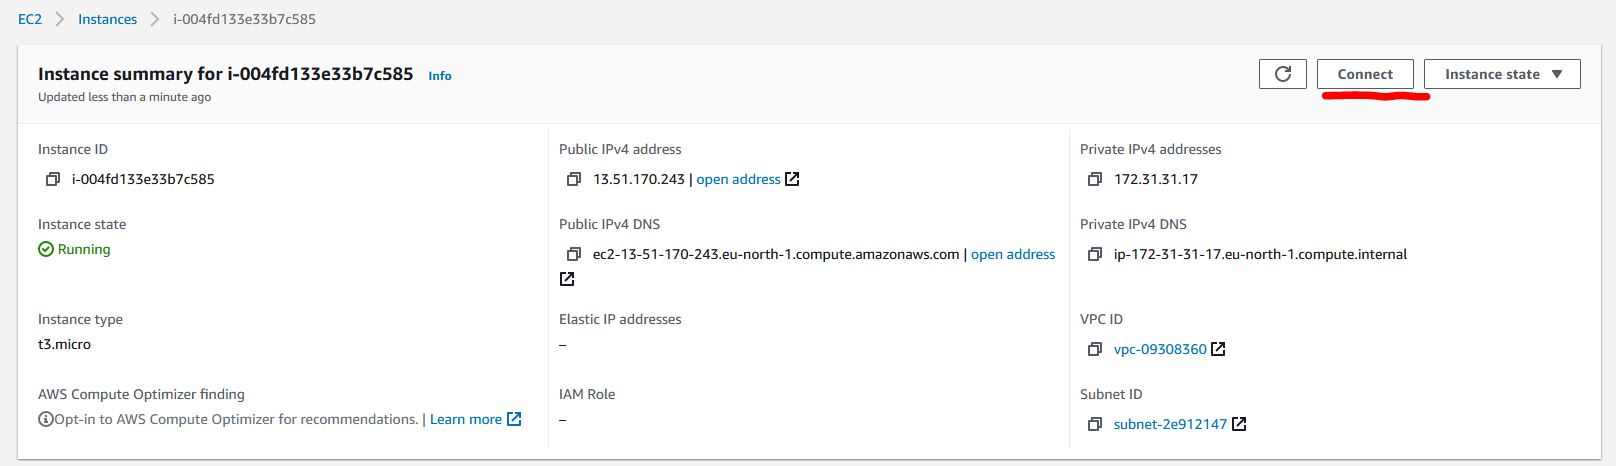 EC2 > Instances > i-004fd133e33b7c585
Instance summary for i-004fd133e33b7c585 Info
Updated less than a minute ago
Connect
Instance state
Instance ID
i-004fd133e33b7c585
Public IPv4 address
13.51.170.243 | open address
Private IPv4 addresses
172.31.31.17
Instance state
Running
Public IPv4 DNS
ec2-13-51-170-243.eu-north-1.compute.amazonaws.com | open address
Private IPv4 DNS
ip-172-31-31-17.eu-north-1.compute.internal
Instance type
t3.micro
Elastic IP addresses
–
VPC ID
vpc-09308360
AWS Compute Optimizer finding
Opt-in to AWS Compute Optimizer for recommendations. | Learn more
IAM Role
–
Subnet ID
subnet-2e912147